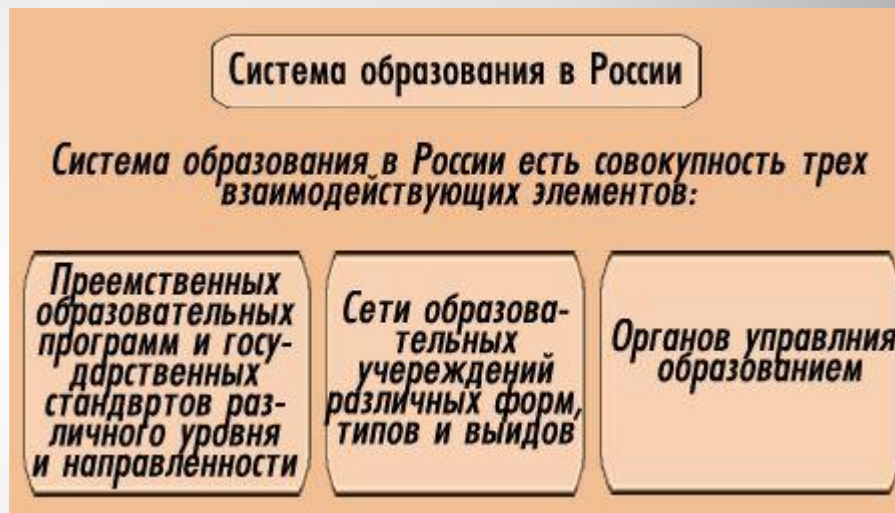 Система образования в России
Система образования в России есть совокупность трех
взаимодействующих элементов:
Преемственных
образовательных
программ и госу-
дарственных
стандвртов раз-
личного уровня
и направленности
Сети образова-
тельных
учереждений
различных форм,
типов и выидов
Органов управлния
образованием